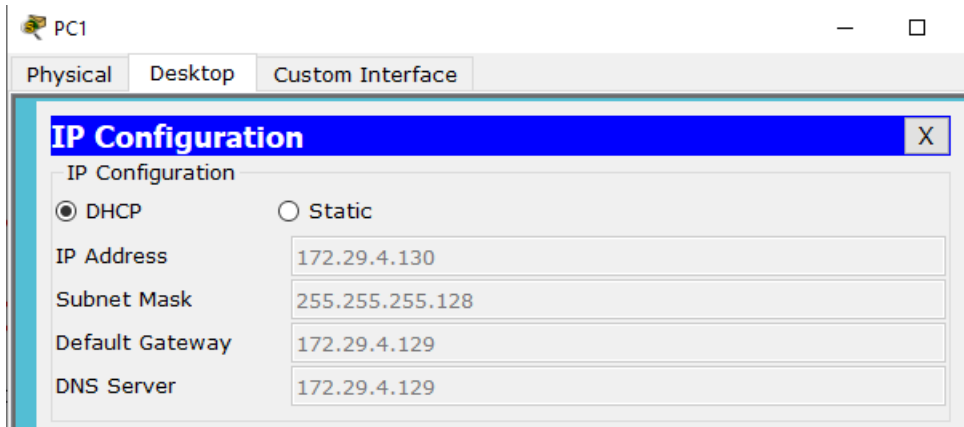 PC1
Physical Desktop Custom Interface
IP Configuration X
IP Configuration
DHCP Static
IP Address 172.29.4.130
Subnet Mask 255.255.255.128
Default Gateway 172.29.4.129
DNS Server 172.29.4.129